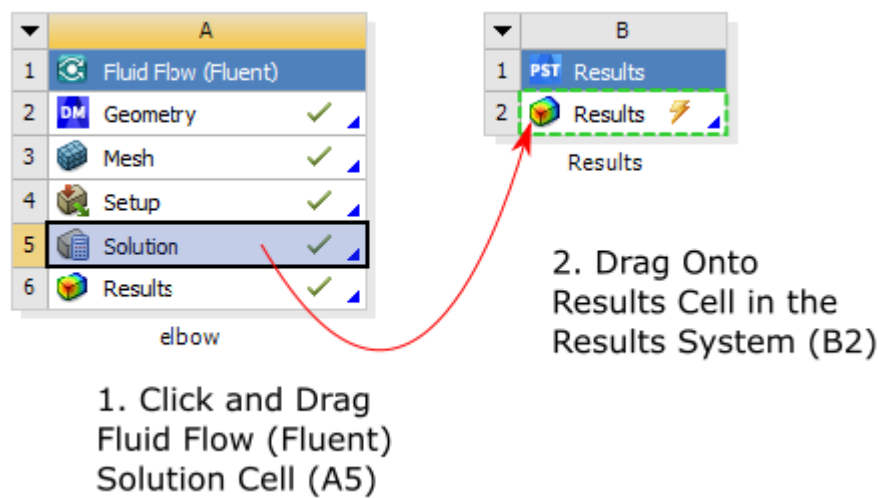 A
1 Fluid Flow (Fluent)
2 DM Geometry
3 Mesh
4 Setup
5 Solution
6 Results
elbow
B
1 PST Results
2 Results
Results
1. Click and Drag
Fluid Flow (Fluent)
Solution Cell (A5)
2. Drag Onto
Results Cell in the
Results System (B2)